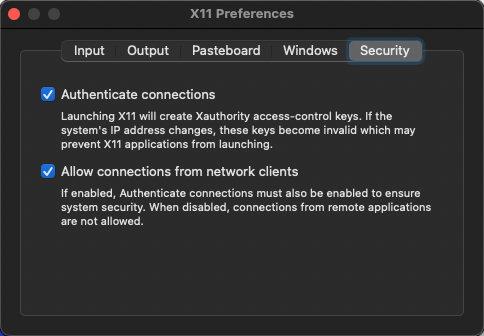 X11 Preferences
Input Output Pasteboard Windows Security
Authenticate connections
Launching X11 will create Xauthority access-control keys. If the
system's IP address changes, these keys become invalid which may
prevent X11 applications from launching.
Allow connections from network clients
If enabled, Authenticate connections must also be enabled to ensure
system security. When disabled, connections from remote applications
are not allowed.